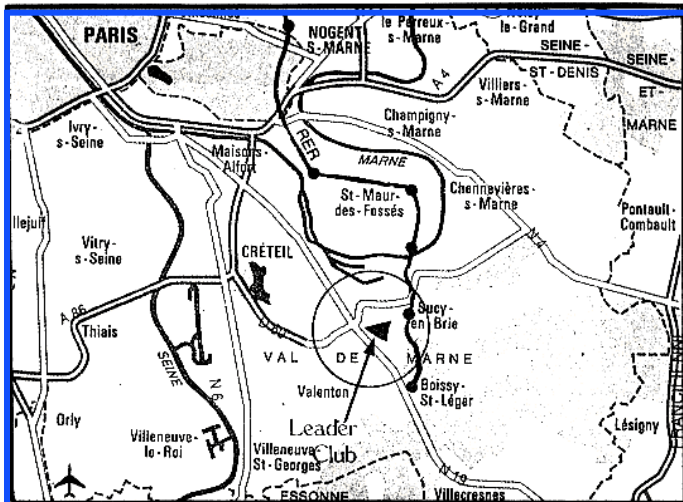 PARIS
NOGENT
S-MARNE
le Perreux-
s-Marne
le-Grand
SEINE-
ST-DENIS
SEINE-
ET-
MARNE
A 4
Villiers-
s-Marne
Champigny-
s-Marne
Ivry-
s-Seine
Maisons-
Alfort
RER
MARNE
St-Maur-
des-Fossés
Chennevières-
s-Marne
Pontault-
Combault
llejuif
Vitry-
s-Seine
CRÉTEIL
N 4
A 86
Thiais
SEINE
N 6
Sucy-
en-Brie
VAL DE MARNE
Valenton
Boissy-
St-Léger
Leader
Club
Orly
Villeneuve-
le-Roi
Villeneuve
St-Georges
Lésigny
FRANCILIENNE
N 19
ESSONNE
Villecresnes